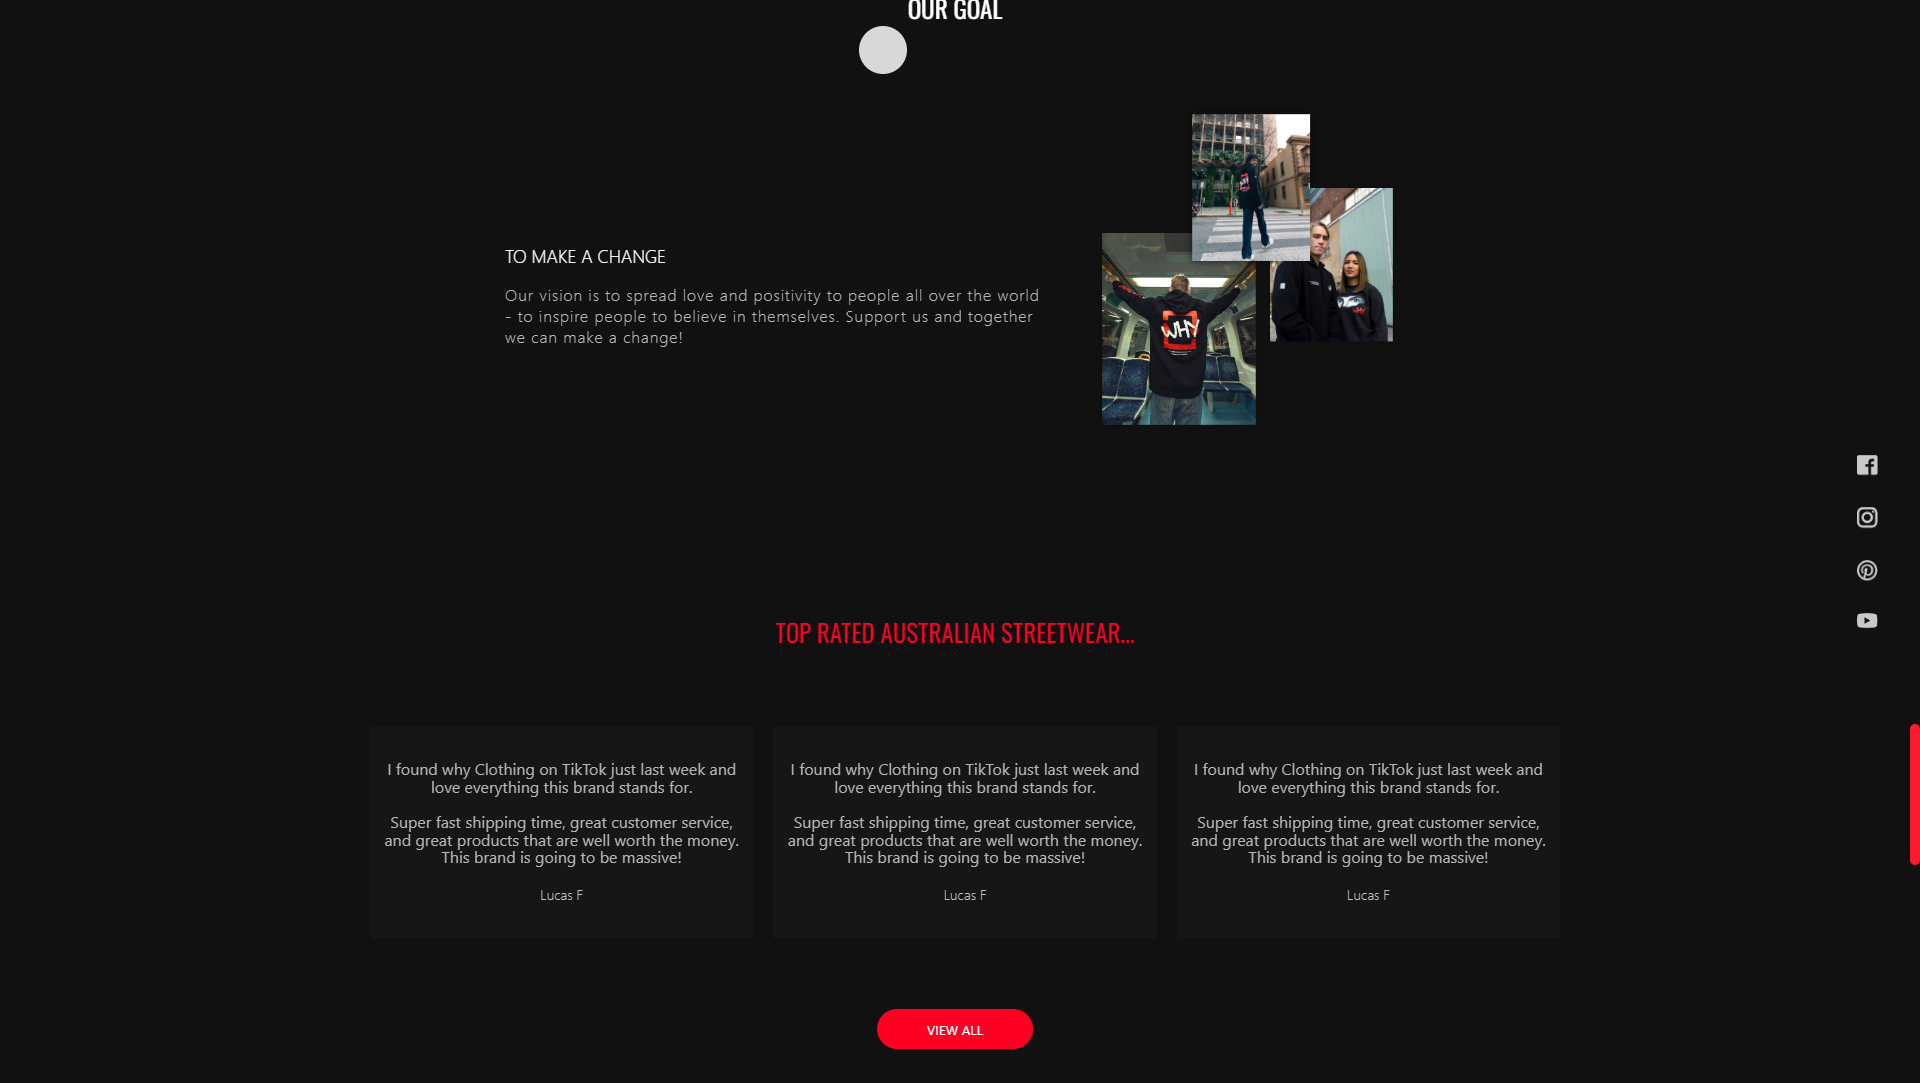 OUR GOAL
TO MAKE A CHANGE
Our vision is to spread love and positivity to people all over the world
- to inspire people to believe in themselves. Support us and together
we can make a change!
WHY
TOP RATED AUSTRALIAN STREETWEAR...
I found why Clothing on TikTok just last week and
love everything this brand stands for.
Super fast shipping time, great customer service,
and great products that are well worth the money.
This brand is going to be massive!
Lucas F
I found why Clothing on TikTok just last week and
love everything this brand stands for.
Super fast shipping time, great customer service,
and great products that are well worth the money.
This brand is going to be massive!
Lucas F
I found why Clothing on TikTok just last week and
love everything this brand stands for.
Super fast shipping time, great customer service,
and great products that are well worth the money.
This brand is going to be massive!
Lucas F
VIEW ALL